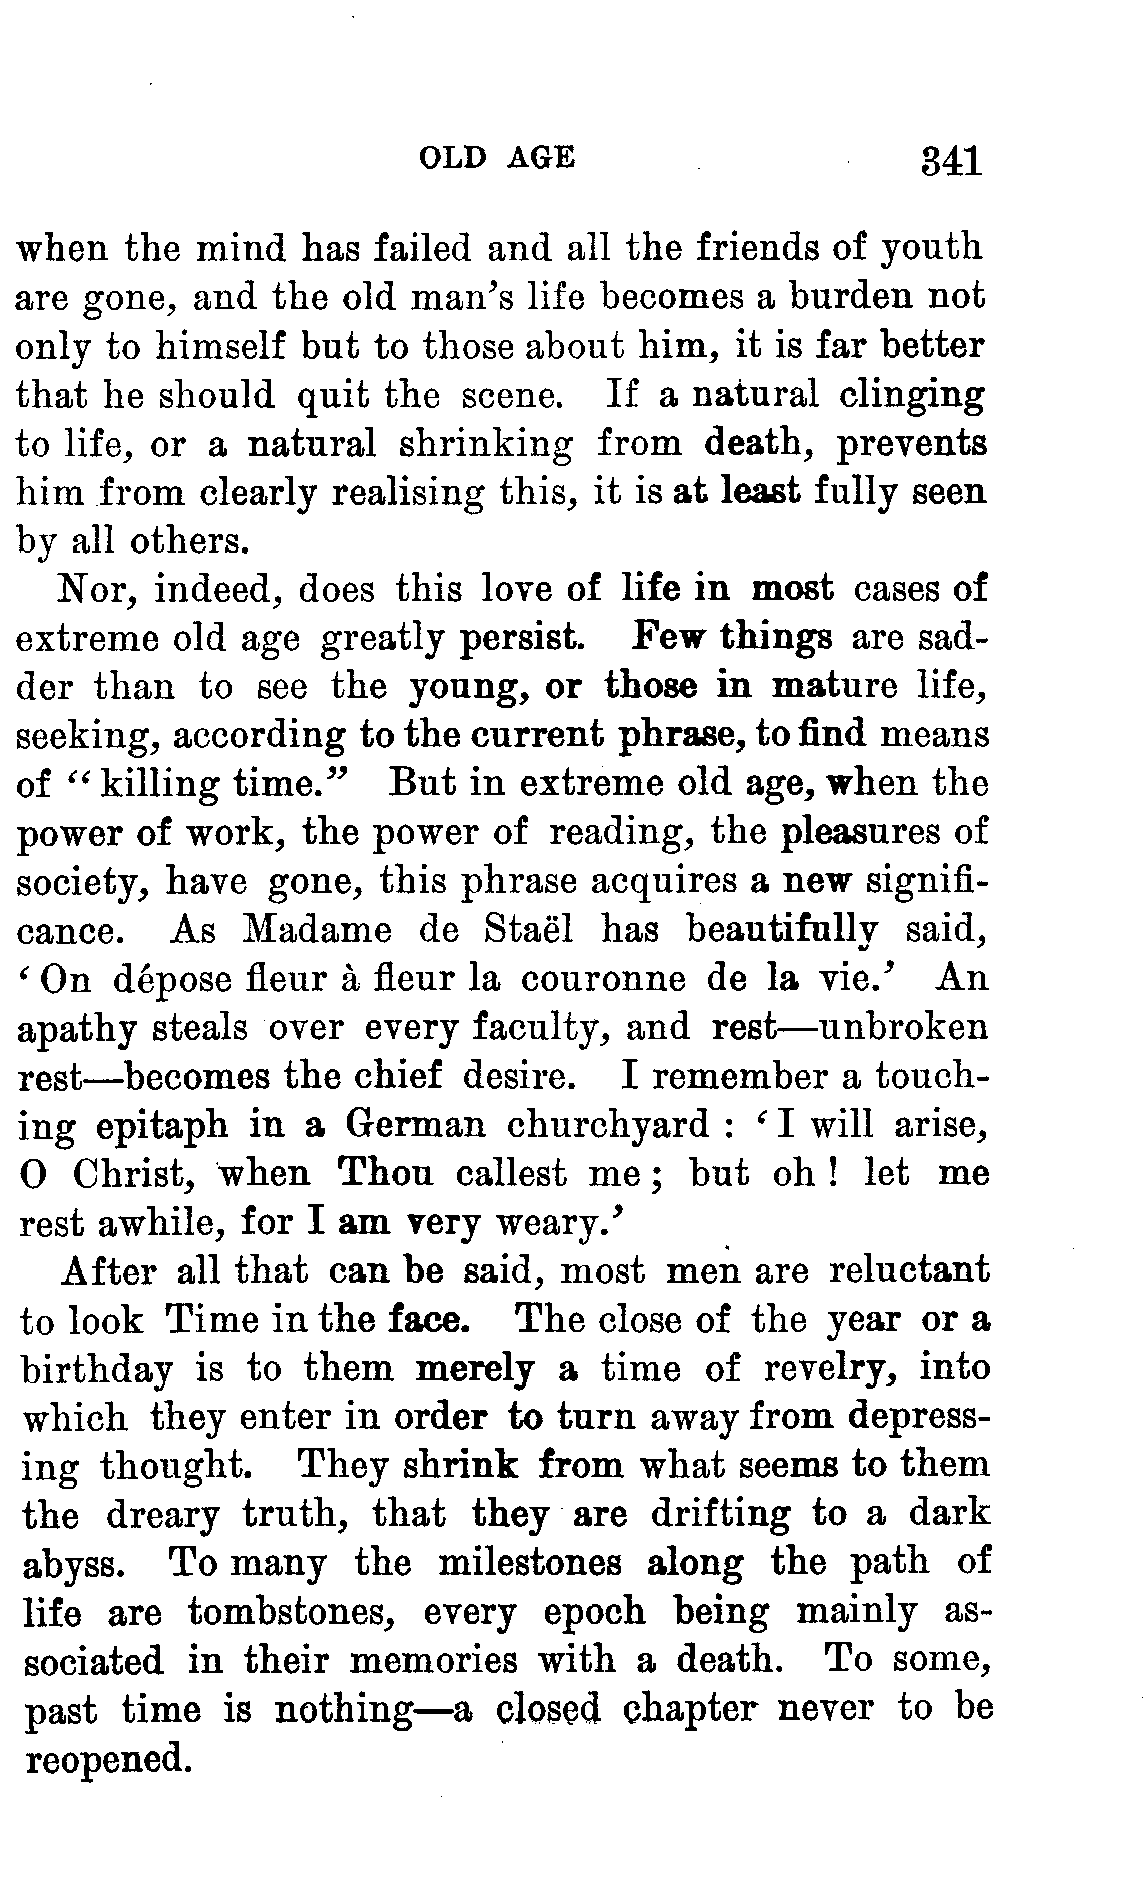 OLD AGE 341
when the mind has failed and all the friends of youth
are gone, and the old man's life becomes a burden not
only to himself but to those about him, it is far better
that he should quit the scene. If a natural clinging
to life, or a natural shrinking from death, prevents
him from clearly realising this, it is at least fully seen
by all others.
Nor, indeed, does this love of life in most cases of
extreme old age greatly persist. Few things are sad-
der than to see the young, or those in mature life,
seeking, according to the current phrase, to find means
of “killing time.” But in extreme old age, when the
power of work, the power of reading, the pleasures of
society, have gone, this phrase acquires a new signifi-
cance. As Madame de Staël has beautifully said,
‘On dépose fleur à fleur la couronne de la vie.’ An
apathy steals over every faculty, and rest—unbroken
rest—becomes the chief desire. I remember a touch-
ing epitaph in a German churchyard : ‘I will arise,
O Christ, when Thou callest me ; but oh ! let me
rest awhile, for I am very weary.’
After all that can be said, most men are reluctant
to look Time in the face. The close of the year or a
birthday is to them merely a time of revelry, into
which they enter in order to turn away from depress-
ing thought. They shrink from what seems to them
the dreary truth, that they are drifting to a dark
abyss. To many the milestones along the path of
life are tombstones, every epoch being mainly as-
sociated in their memories with a death. To some,
past time is nothing—a closed chapter never to be
reopened.